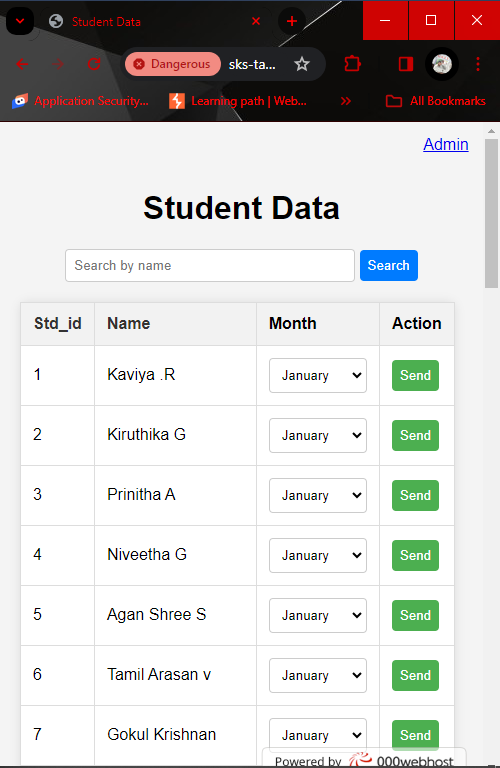 Student Data
Dangerous sks-ta...
Application Security... Learning path | Web... All Bookmarks
Admin
Student Data
Search by name Search
Std_id Name Month Action
1 Kaviya .R January Send
2 Kiruthika G January Send
3 Prinitha A January Send
4 Niveetha G January Send
5 Agan Shree S January Send
6 Tamil Arasan v January Send
7 Gokul Krishnan January Send
Powered by 000webhost